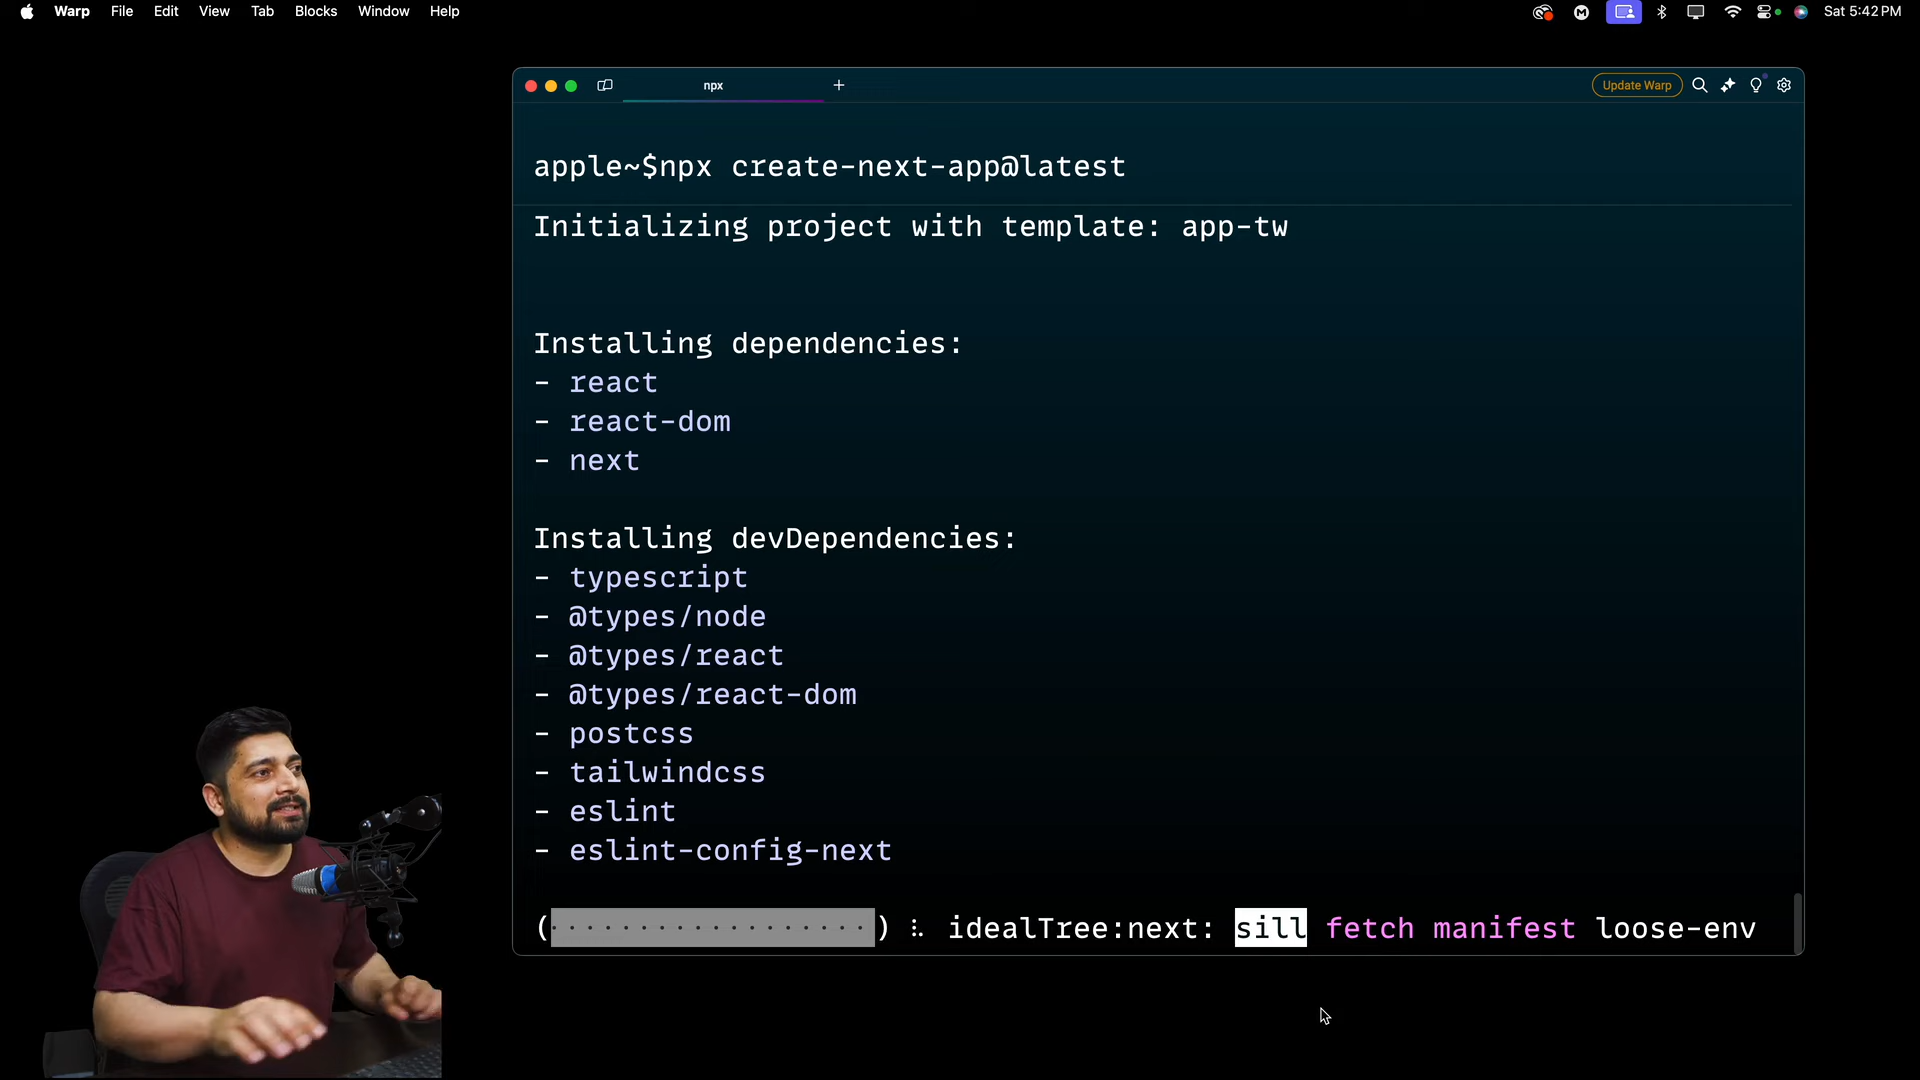 Warp File Edit View Tab Blocks Window Help Sat 5:42 PM
npx + Update Warp
apple~$npx create-next-app@latest
Initializing project with template: app-tw
Installing dependencies:
- react
- react-dom
- next
Installing devDependencies:
- typescript
- @types/node
- @types/react
- @types/react-dom
- postcss
- tailwindcss
- eslint
- eslint-config-next
(..................) ⠧ idealTree:next: sill fetch manifest loose-env